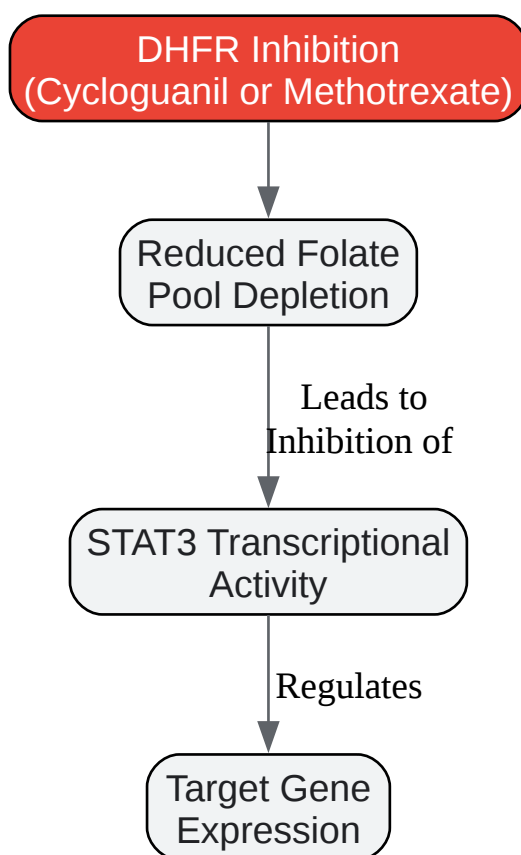 DHFR Inhibition
(Cycloguanil or Methotrexate)
Reduced Folate
Pool Depletion
Leads to
Inhibition of
STAT3 Transcriptional
Activity
Regulates
Target Gene
Expression